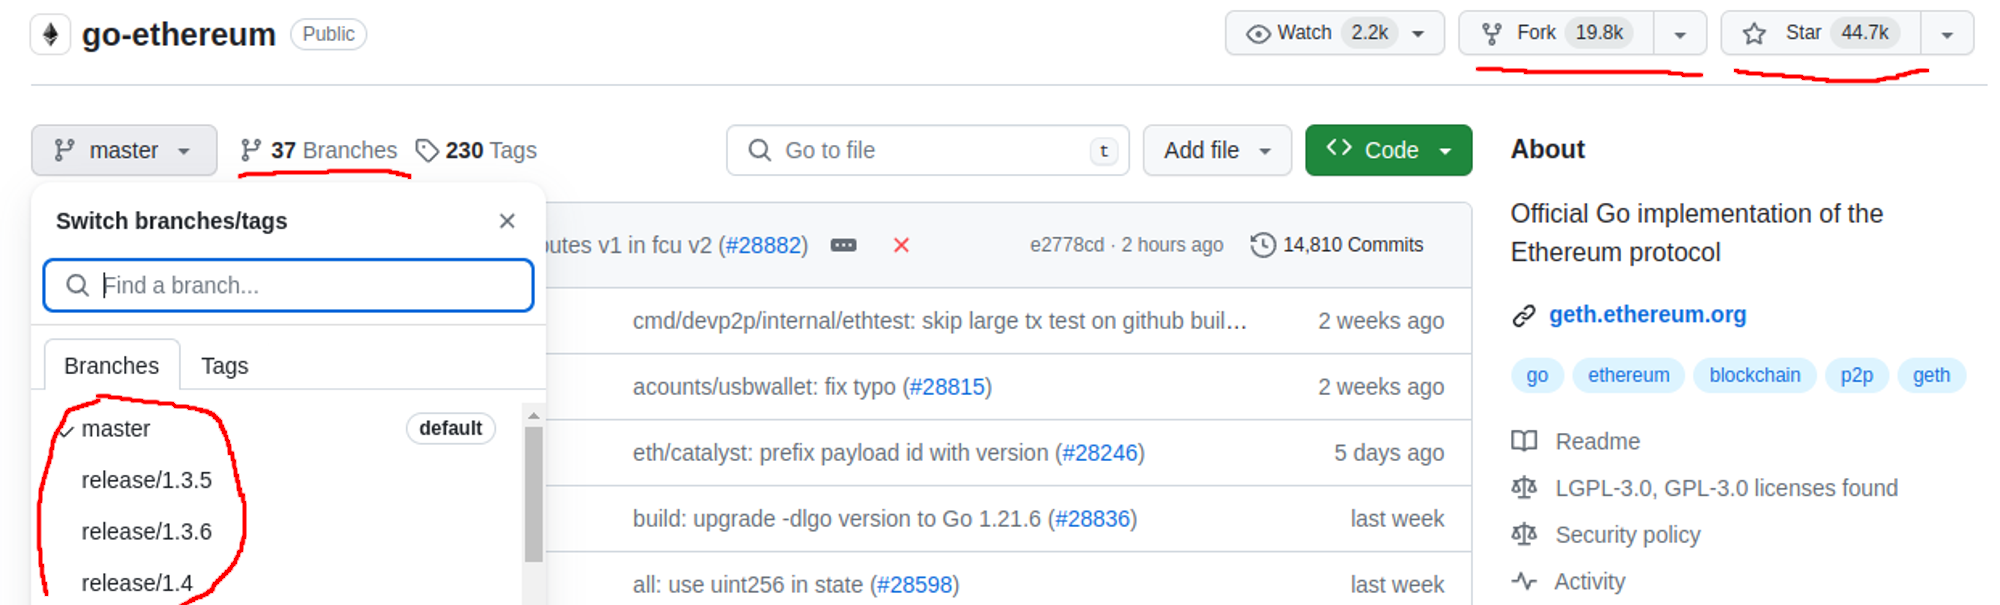 go-ethereum Public Watch 2.2k Fork 19.8k Star 44.7k
master 37 Branches 230 Tags Go to file t Add file Code
Switch branches/tags
Find a branch...
Branches Tags
master default
release/1.3.5
release/1.3.6
release/1.4
utes v1 in fcu v2 (#28882) e2778cd · 2 hours ago 14,810 Commits
cmd/devp2p/internal/ethtest: skip large tx test on github buil... 2 weeks ago
acounts/usbwallet: fix typo (#28815) 2 weeks ago
eth/catalyst: prefix payload id with version (#28246) 5 days ago
build: upgrade -dlgo version to Go 1.21.6 (#28836) last week
all: use uint256 in state (#28598) last week
About
Official Go implementation of the
Ethereum protocol
geth.ethereum.org
go ethereum blockchain p2p geth
Readme
LGPL-3.0, GPL-3.0 licenses found
Security policy
Activity